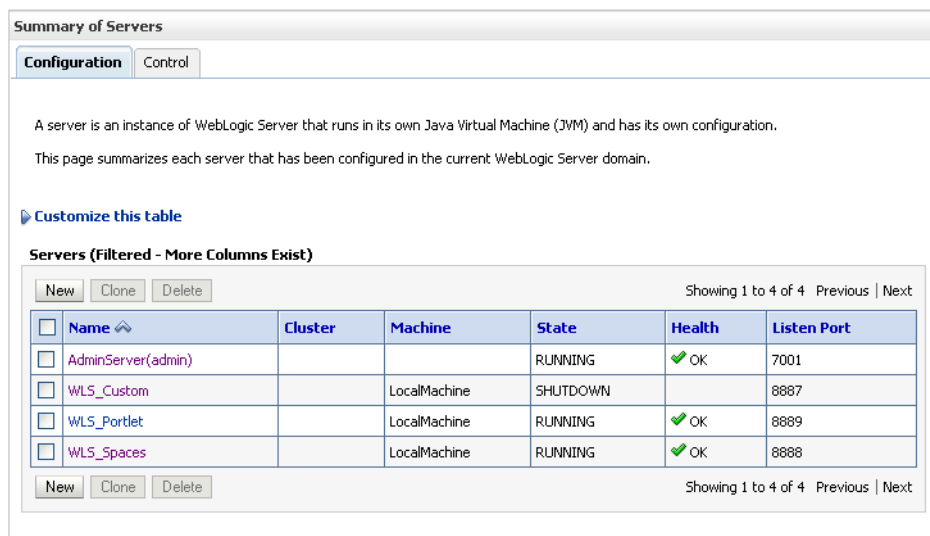 Summary of Servers
Configuration Control
A server is an instance of WebLogic Server that runs in its own Java Virtual Machine (JVM) and has its own configuration.
This page summarizes each server that has been configured in the current WebLogic Server domain.
Customize this table
Servers (Filtered - More Columns Exist)
New Clone Delete Showing 1 to 4 of 4 Previous | Next
Name Cluster Machine State Health Listen Port
AdminServer(admin) RUNNING OK 7001
WLS_Custom LocalMachine SHUTDOWN 8887
WLS_Portlet LocalMachine RUNNING OK 8889
WLS_Spaces LocalMachine RUNNING OK 8888
New Clone Delete Showing 1 to 4 of 4 Previous | Next